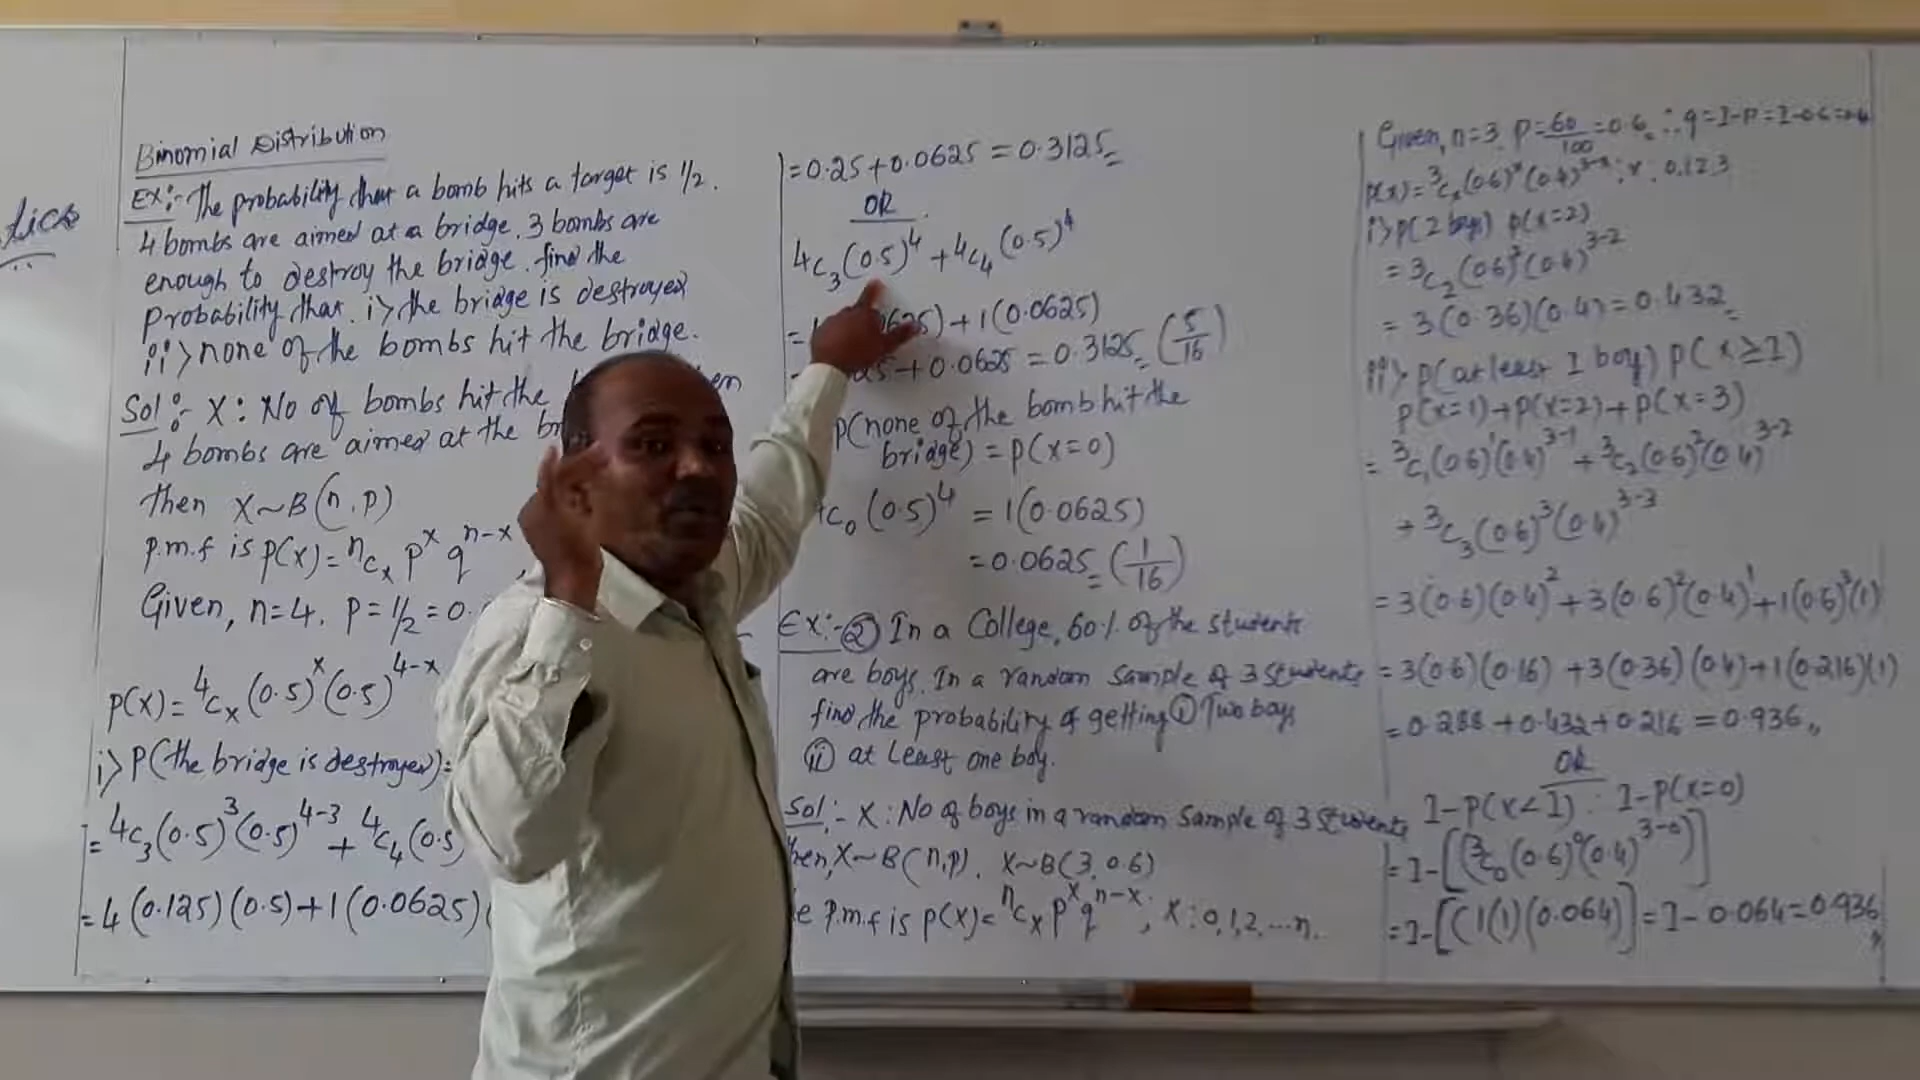 tics
Binomial Distribution
Ex:- The probability that a bomb hits a target is 1/2.
4 bombs are aimed at a bridge. 3 bombs are
enough to destroy the bridge. find the
probability that i> the bridge is destroyed
ii> none of the bombs hit the bridge.
Sol:- X: No of bombs hit the
4 bombs are aimed at the
then X~B(n,p)
p.m.f is p(x)=ⁿCₓ pˣ qⁿ⁻ˣ,
Given, n=4. p=1/2=0.
p(x)=⁴Cₓ(0.5)ˣ(0.5)⁴⁻ˣ
i> P(the bridge is destroyed)=
= ⁴C₃(0.5)³(0.5)⁴⁻³ + ⁴C₄(0.5
= 4(0.125)(0.5)+1(0.0625)
= 0.25+0.0625 = 0.3125
OR
4C₃(0.5)⁴ + 4C₄(0.5)⁴
=
)+1(0.0625)
+0.0625 = 0.3125 (5/16)
p(none of the bomb hit the
bridge) = p(x=0)
C₀(0.5)⁴ = 1(0.0625)
= 0.0625 (1/16)
Ex:-② In a College, 60% of the students
are boys. In a random sample of 3 students
find the probability of getting ① Two boys
ii at least one boy.
Sol:- X: No of boys in a random sample of 3 students
X~B(n,p). X~B(3,0.6)
p.m.f is p(x)=ⁿCₓ pˣ qⁿ⁻ˣ; x:0,1,2,...n.
Given, n=3. p=60/100=0.6 ∴q=1-p=1-0.6=0.4
p(x)=³Cₓ(0.6)ˣ(0.4)³⁻ˣ; x:0,1,2,3
i> p(2 boys) p(x=2)
= 3C₂(0.6)²(0.4)³⁻²
= 3(0.36)(0.4)=0.432
ii> p(at least 1 boy) p(x≥1)
p(x=1)+p(x=2)+p(x=3)
= ³C₁(0.6)¹(0.4)³⁻¹ + ³C₂(0.6)²(0.4)³⁻²
+ ³C₃(0.6)³(0.4)³⁻³
= 3(0.6)(0.4)²+3(0.6)²(0.4)¹+1(0.6)³(1)
= 3(0.6)(0.16)+3(0.36)(0.4)+1(0.216)(1)
= 0.288+0.432+0.216=0.936
OR
1-p(x<1) : 1-p(x=0)
= 1-[(³C₀(0.6)⁰(0.4)³⁻⁰)]
= 1-[(1(1)(0.064)]=1-0.064=0.936